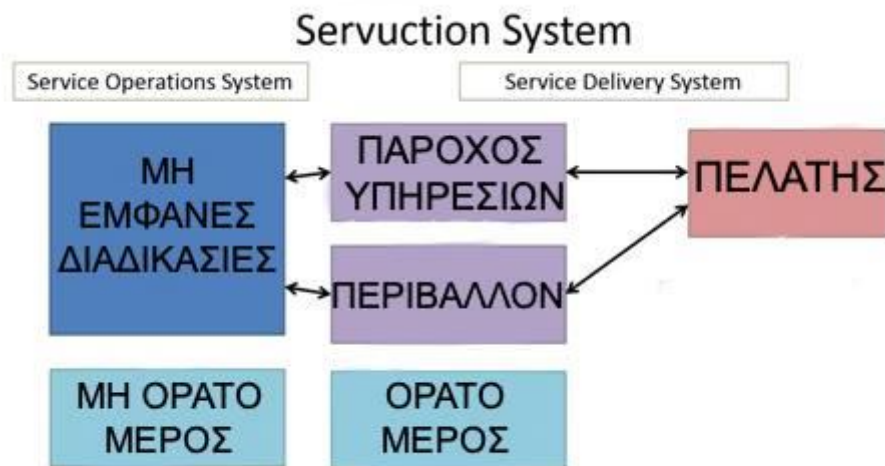 Servuction System
Service Operations System
Service Delivery System
ΜΗ
ΕΜΦΑΝΕΣ
ΔΙΑΔΙΚΑΣΙΕΣ
ΠΑΡΟΧΟΣ
ΥΠΗΡΕΣΙΩΝ
ΠΕΛΑΤΗΣ
ΠΕΡΙΒΑΛΛΟΝ
ΜΗ ΟΡΑΤΟ
ΜΕΡΟΣ
ΟΡΑΤΟ
ΜΕΡΟΣ